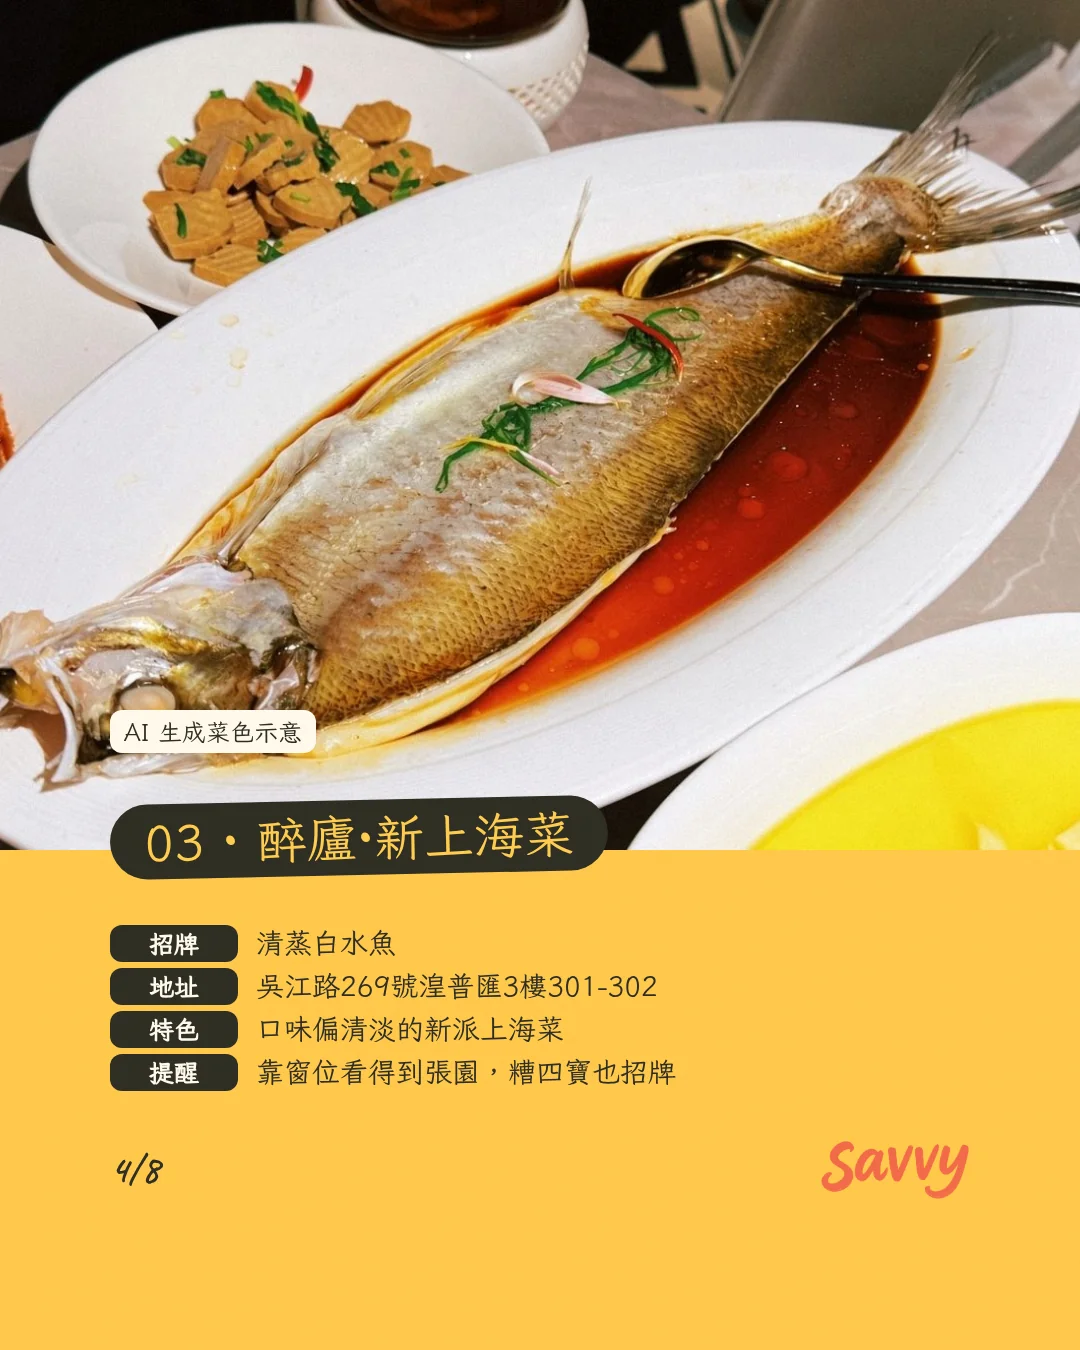 AI 生成菜色示意
03・醉廬•新上海菜
招牌 清蒸白水魚
地址 吳江路269號湟普匯3樓301-302
特色 口味偏清淡的新派上海菜
提醒 靠窗位看得到張園，糟四寶也招牌
4/8
Savvy